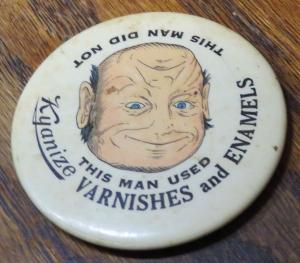 THIS MAN DID NOT
THIS MAN USED
Kyanize
VARNISHES and ENAMELS